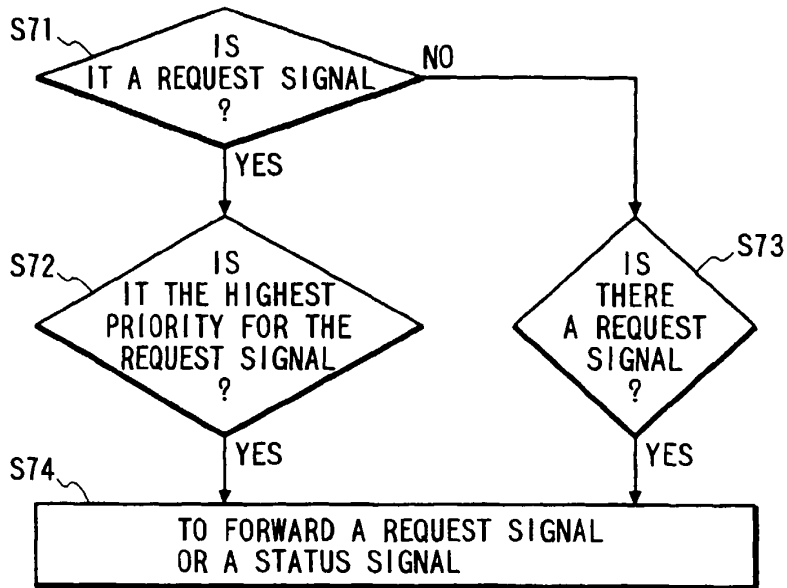 S71
IS
IT A REQUEST SIGNAL
?
NO
YES
S72
IS
IT THE HIGHEST
PRIORITY FOR THE
REQUEST SIGNAL
?
YES
S73
IS
THERE
A REQUEST
SIGNAL
?
YES
S74
TO FORWARD A REQUEST SIGNAL
OR A STATUS SIGNAL